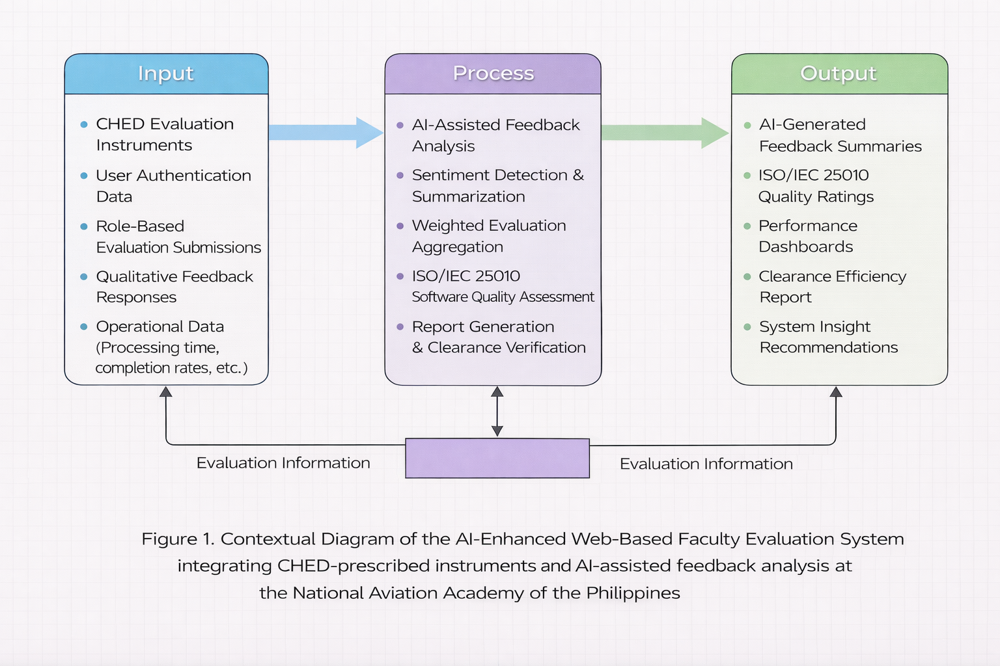 Input
CHED Evaluation
Instruments
User Authentication
Data
Role-Based
Evaluation Submissions
Qualitative Feedback
Responses
Operational Data
(Processing time,
completion rates, etc.)
Process
AI-Assisted Feedback
Analysis
Sentiment Detection &
Summarization
Weighted Evaluation
Aggregation
ISO/IEC 25010
Software Quality Assessment
Report Generation
& Clearance Verification
Output
AI-Generated
Feedback Summaries
ISO/IEC 25010
Quality Ratings
Performance
Dashboards
Clearance Efficiency
Report
System Insight
Recommendations
Evaluation Information
Evaluation Information
Figure 1. Contextual Diagram of the AI-Enhanced Web-Based Faculty Evaluation System
integrating CHED-prescribed instruments and AI-assisted feedback analysis at
the National Aviation Academy of the Philippines